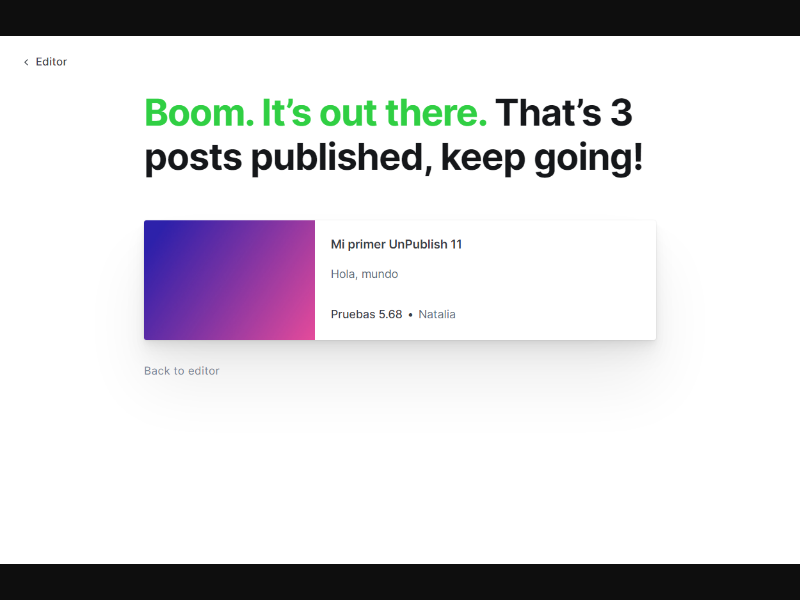 Editor
Boom. It’s out there. That’s 3
posts published, keep going!
Mi primer UnPublish 11
Hola, mundo
Pruebas 5.68 • Natalia
Back to editor